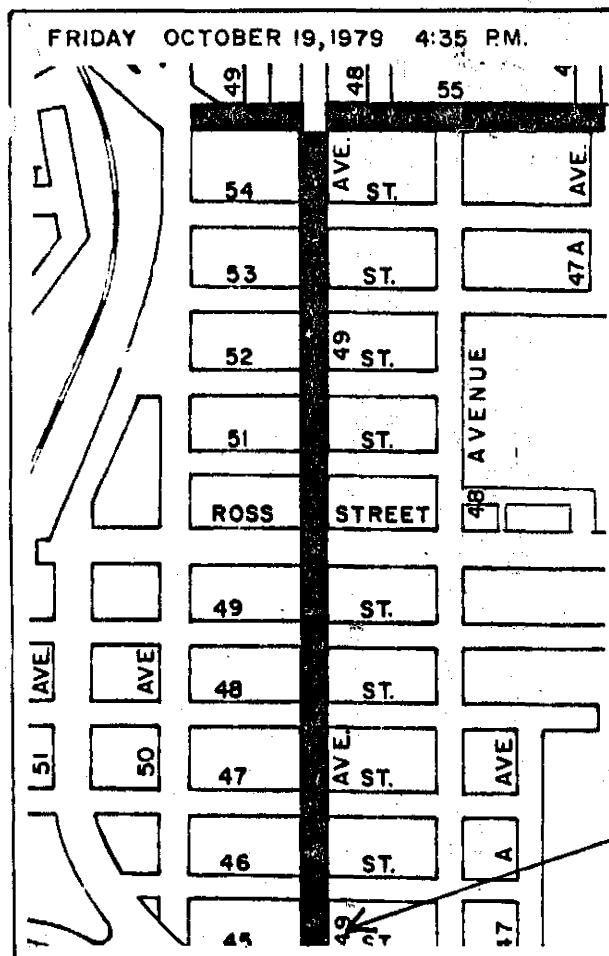 FRIDAY OCTOBER 19, 1979 4:35 P.M.
49
48
4
55
54 AVE. ST. AVE.
53 ST. 47A
52 49 ST.
AVENUE
51 ST.
48
ROSS STREET
49 ST.
AVE. AVE
48 ST.
51 50 47 AVE. ST. AVE.
46 ST. A
45 49 ST 47